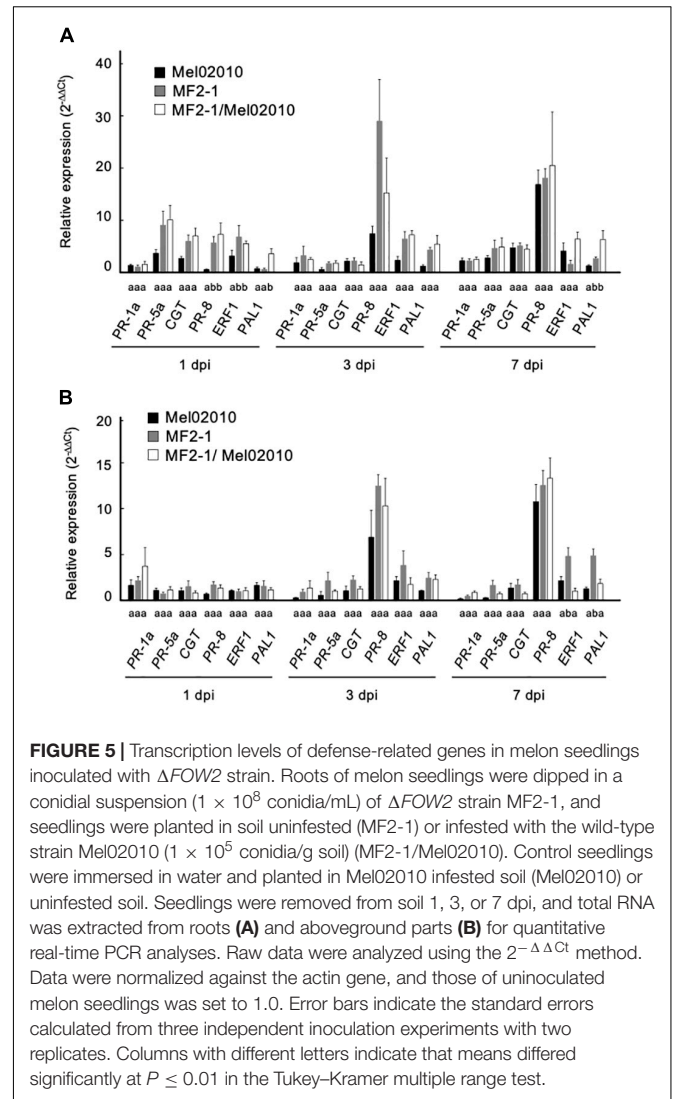 A
Relative expression (2-ΔΔCt)
40
30
20
10
0
Mel02010
MF2-1
MF2-1/Mel02010
aaa aaa aaa abb abb aab aaa aaa aaa aaa aaa aaa aaa aaa aaa aaa aaa abb
PR-1a PR-5a CGT PR-8 ERF1 PAL1 PR-1a PR-5a CGT PR-8 ERF1 PAL1 PR-1a PR-5a CGT PR-8 ERF1 PAL1
1 dpi 3 dpi 7 dpi
B
Relative expression (2-ΔΔCt)
20
15
10
5
0
Mel02010
MF2-1
MF2-1/ Mel02010
aaa aaa aaa aaa aaa aaa aaa aaa aaa aaa aaa aaa aaa aaa aaa aaa aba aba
PR-1a PR-5a CGT PR-8 ERF1 PAL1 PR-1a PR-5a CGT PR-8 ERF1 PAL1 PR-1a PR-5a CGT PR-8 ERF1 PAL1
1 dpi 3 dpi 7 dpi
FIGURE 5 | Transcription levels of defense-related genes in melon seedlings
inoculated with ΔFOW2 strain. Roots of melon seedlings were dipped in a
conidial suspension (1 × 10⁸ conidia/mL) of ΔFOW2 strain MF2-1, and
seedlings were planted in soil uninfested (MF2-1) or infested with the wild-type
strain Mel02010 (1 × 10⁵ conidia/g soil) (MF2-1/Mel02010). Control seedlings
were immersed in water and planted in Mel02010 infested soil (Mel02010) or
uninfested soil. Seedlings were removed from soil 1, 3, or 7 dpi, and total RNA
was extracted from roots (A) and aboveground parts (B) for quantitative
real-time PCR analyses. Raw data were analyzed using the 2−ΔΔCt method.
Data were normalized against the actin gene, and those of uninoculated
melon seedlings was set to 1.0. Error bars indicate the standard errors
calculated from three independent inoculation experiments with two
replicates. Columns with different letters indicate that means differed
significantly at P ≤ 0.01 in the Tukey–Kramer multiple range test.